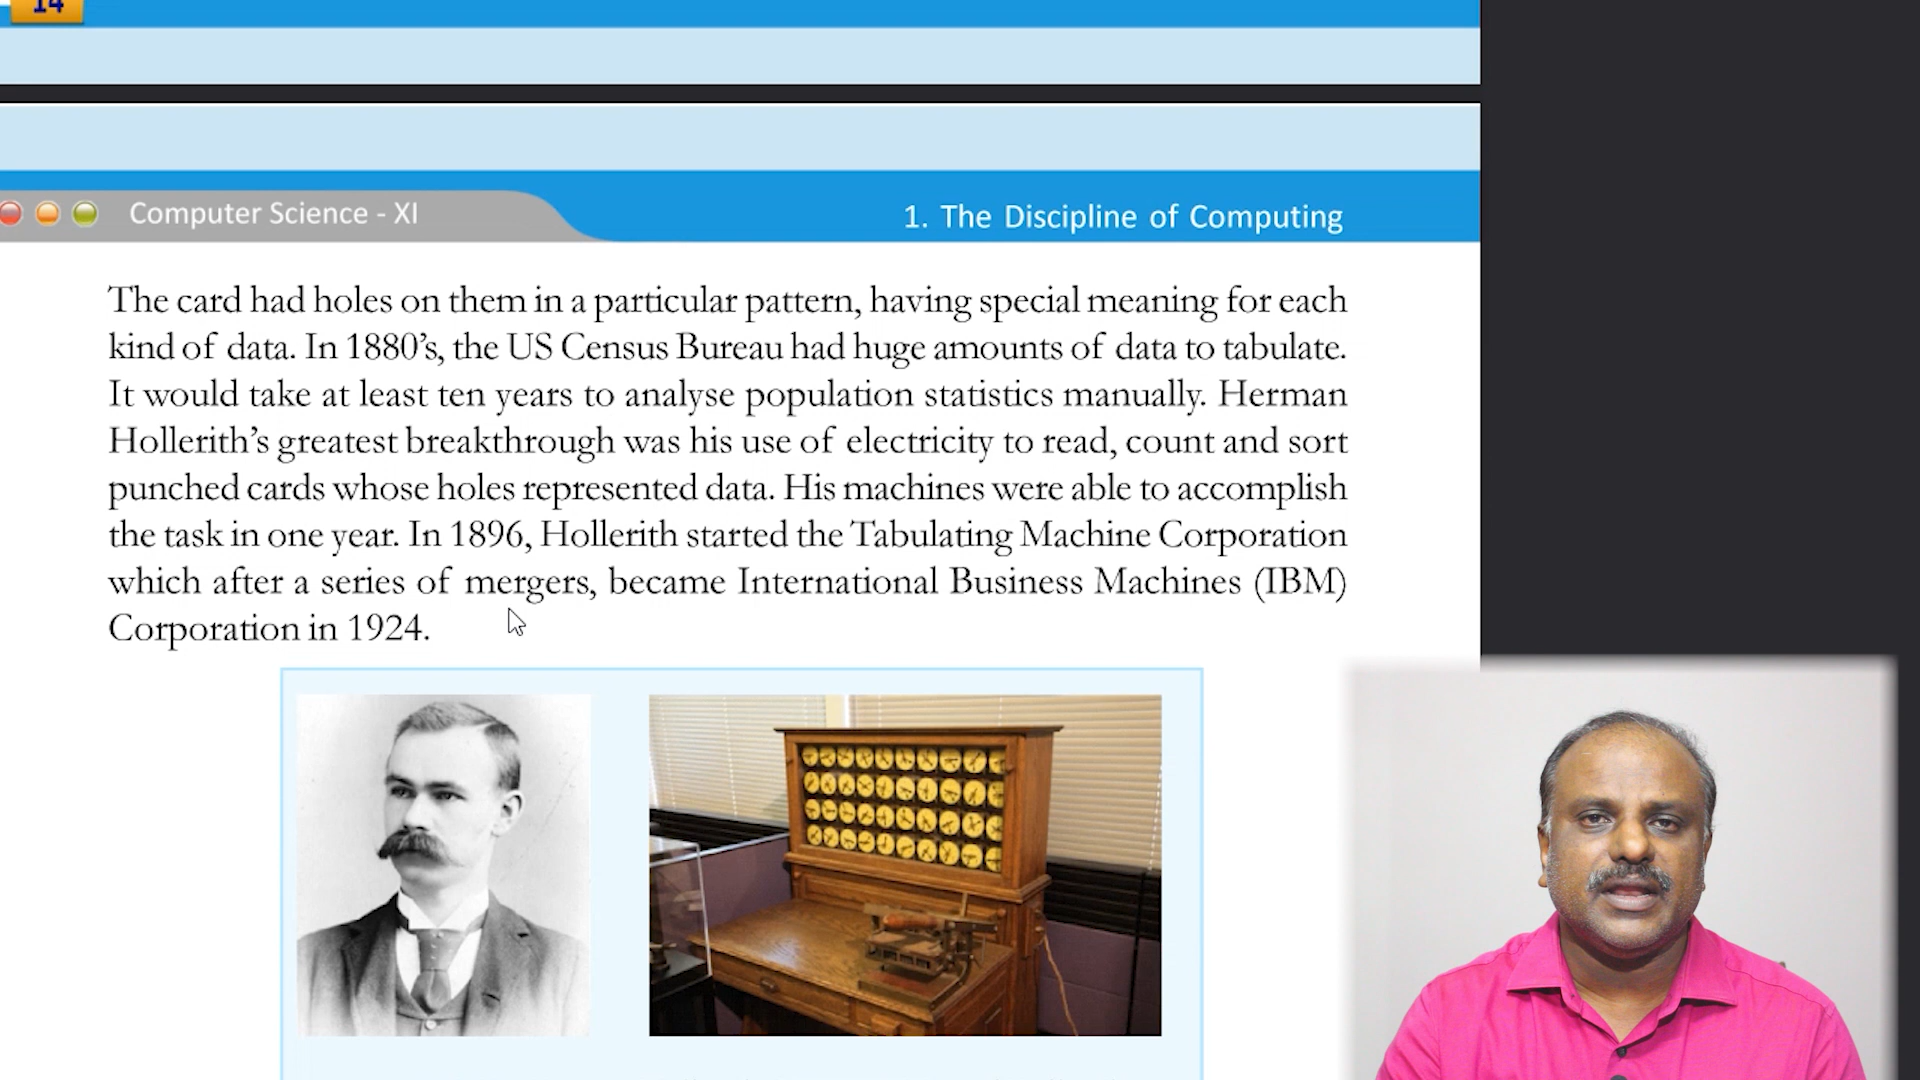 14
Computer Science - XI
1. The Discipline of Computing
The card had holes on them in a particular pattern, having special meaning for each
kind of data. In 1880’s, the US Census Bureau had huge amounts of data to tabulate.
It would take at least ten years to analyse population statistics manually. Herman
Hollerith’s greatest breakthrough was his use of electricity to read, count and sort
punched cards whose holes represented data. His machines were able to accomplish
the task in one year. In 1896, Hollerith started the Tabulating Machine Corporation
which after a series of mergers, became International Business Machines (IBM)
Corporation in 1924.